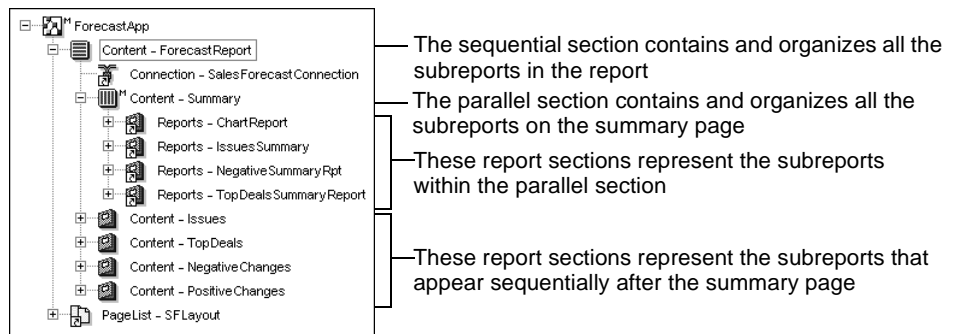 ForecastApp
Content - ForecastReport
Connection - SalesForecastConnection
Content - Summary
Reports - ChartReport
Reports - IssuesSummary
Reports - NegativeSummaryRpt
Reports - TopDealsSummaryReport
Content - Issues
Content - TopDeals
Content - NegativeChanges
Content - PositiveChanges
PageList - SFLayout
The sequential section contains and organizes all the
subreports in the report
The parallel section contains and organizes all the
subreports on the summary page
These report sections represent the subreports
within the parallel section
These report sections represent the subreports that
appear sequentially after the summary page